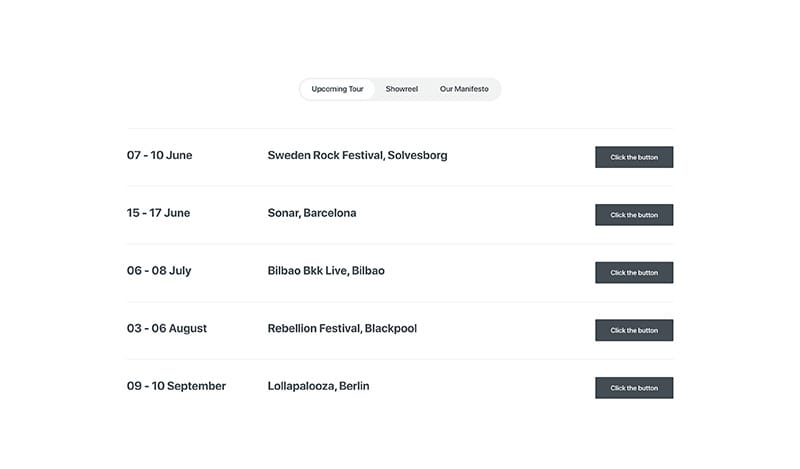 Upcoming Tour Showreel Our Manifesto
07 - 10 June Sweden Rock Festival, Solvesborg Click the button
15 - 17 June Sonar, Barcelona Click the button
06 - 08 July Bilbao Bkk Live, Bilbao Click the button
03 - 06 August Rebellion Festival, Blackpool Click the button
09 - 10 September Lollapalooza, Berlin Click the button